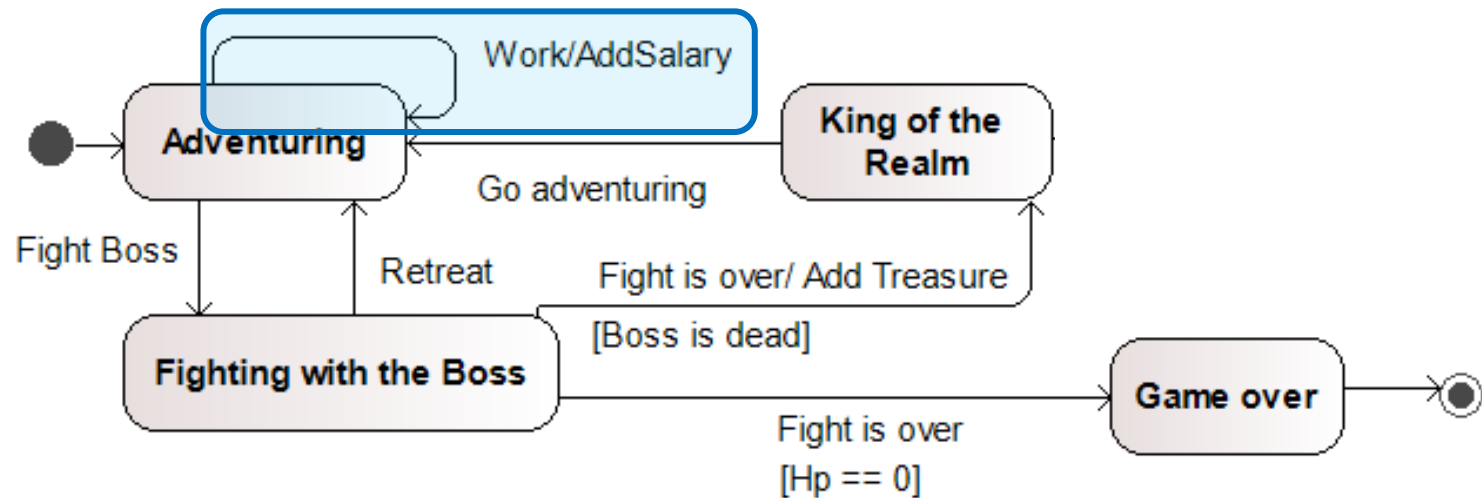 Work/AddSalary
Adventuring
King of the
Realm
Go adventuring
Fight Boss
Retreat
Fight is over/ Add Treasure
[Boss is dead]
Fighting with the Boss
Game over
Fight is over
[Hp == 0]